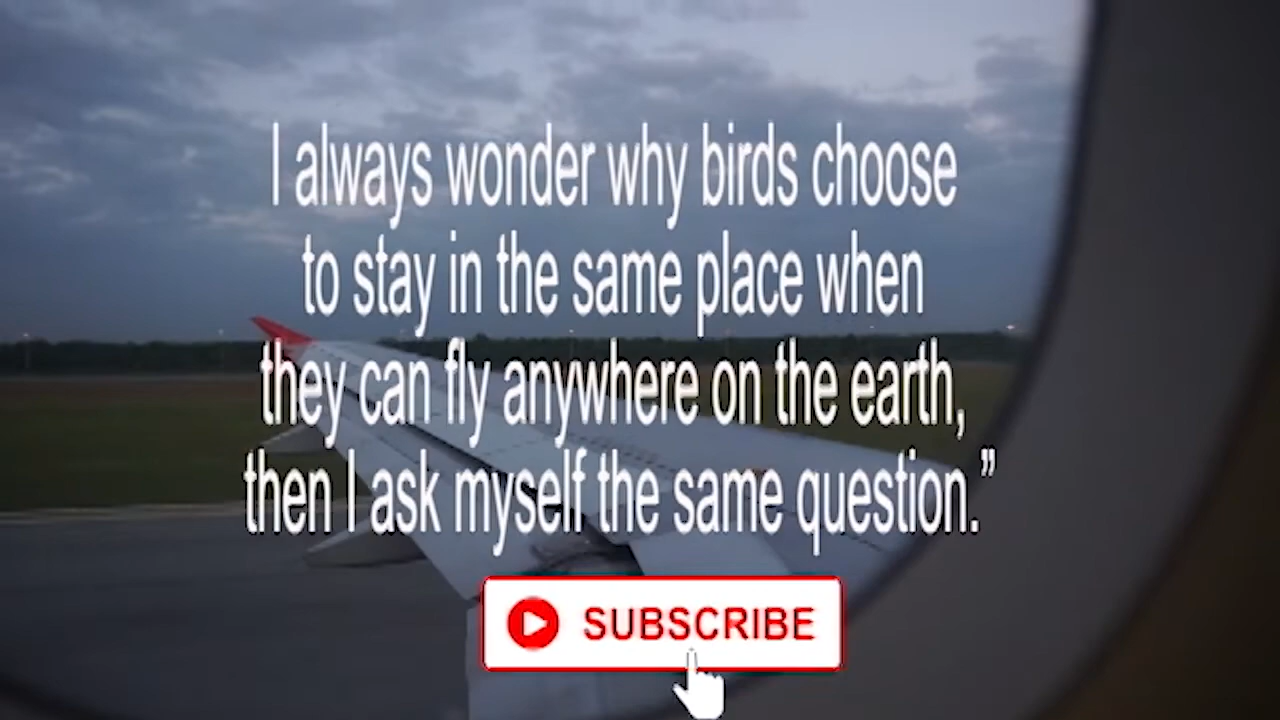 I always wonder why birds choose
to stay in the same place when
they can fly anywhere on the earth,
then I ask myself the same question.”
SUBSCRIBE